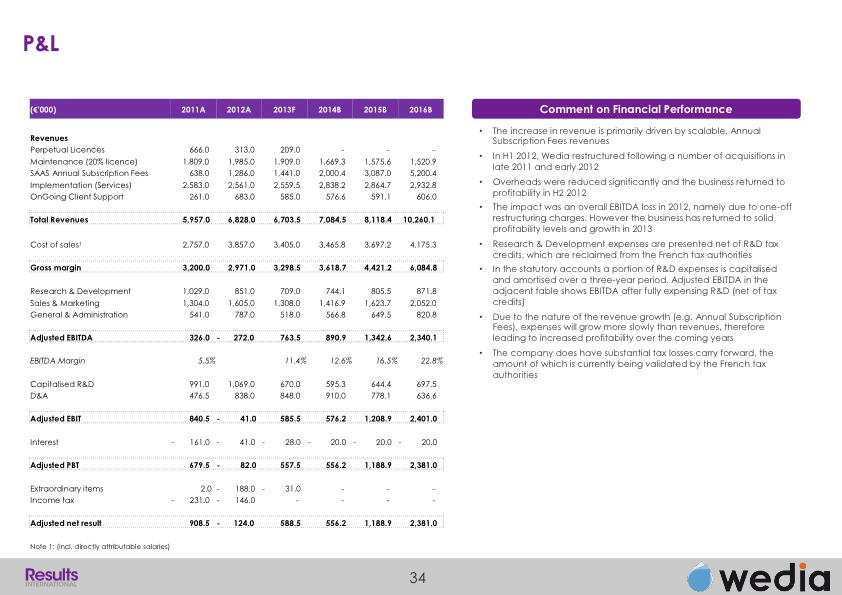 P&L
(€'000) 2011A 2012A 2013F 2014B 2015B 2016B
Revenues
Perpetual Licences 666.0 313.0 209.0 - - -
Maintenance (20% licence) 1,809.0 1,985.0 1,909.0 1,669.3 1,575.6 1,520.9
SAAS Annual Subscription Fees 638.0 1,286.0 1,441.0 2,000.4 3,087.0 5,200.4
Implementation (Services) 2,583.0 2,561.0 2,559.5 2,838.2 2,864.7 2,932.8
OnGoing Client Support 261.0 683.0 585.0 576.6 591.1 606.0
Total Revenues 5,957.0 6,828.0 6,703.5 7,084.5 8,118.4 10,260.1
Cost of sales¹ 2,757.0 3,857.0 3,405.0 3,465.8 3,697.2 4,175.3
Gross margin 3,200.0 2,971.0 3,298.5 3,618.7 4,421.2 6,084.8
Research & Development 1,029.0 851.0 709.0 744.1 805.5 871.8
Sales & Marketing 1,304.0 1,605.0 1,308.0 1,416.9 1,623.7 2,052.0
General & Administration 541.0 787.0 518.0 566.8 649.5 820.8
Adjusted EBITDA 326.0 - 272.0 763.5 890.9 1,342.6 2,340.1
EBITDA Margin 5.5% 11.4% 12.6% 16.5% 22.8%
Capitalised R&D 991.0 1,069.0 670.0 595.3 644.4 697.5
D&A 476.5 838.0 848.0 910.0 778.1 636.6
Adjusted EBIT 840.5 - 41.0 585.5 576.2 1,208.9 2,401.0
Interest - 161.0 - 41.0 - 28.0 - 20.0 - 20.0 - 20.0
Adjusted PBT 679.5 - 82.0 557.5 556.2 1,188.9 2,381.0
Extraordinary items 2.0 - 188.0 - 31.0 - - -
Income tax - 231.0 - 146.0 - - - -
Adjusted net result 908.5 - 124.0 588.5 556.2 1,188.9 2,381.0
Note 1: (incl. directly attributable salaries)
Comment on Financial Performance
• The increase in revenue is primarily driven by scalable, Annual
Subscription Fees revenues
• In H1 2012, Wedia restructured following a number of acquisitions in
late 2011 and early 2012
• Overheads were reduced significantly and the business returned to
profitability in H2 2012
• The impact was an overall EBITDA loss in 2012, namely due to one-off
restructuring charges. However the business has returned to solid
profitability levels and growth in 2013
• Research & Development expenses are presented net of R&D tax
credits, which are reclaimed from the French tax authorities
• In the statutory accounts a portion of R&D expenses is capitalised
and amortised over a three-year period. Adjusted EBITDA in the
adjacent table shows EBITDA after fully expensing R&D (net of tax
credits)
• Due to the nature of the revenue growth (e.g. Annual Subscription
Fees), expenses will grow more slowly than revenues, therefore
leading to increased profitability over the coming years
• The company does have substantial tax losses carry forward, the
amount of which is currently being validated by the French tax
authorities
Results
INTERNATIONAL
34
wedia